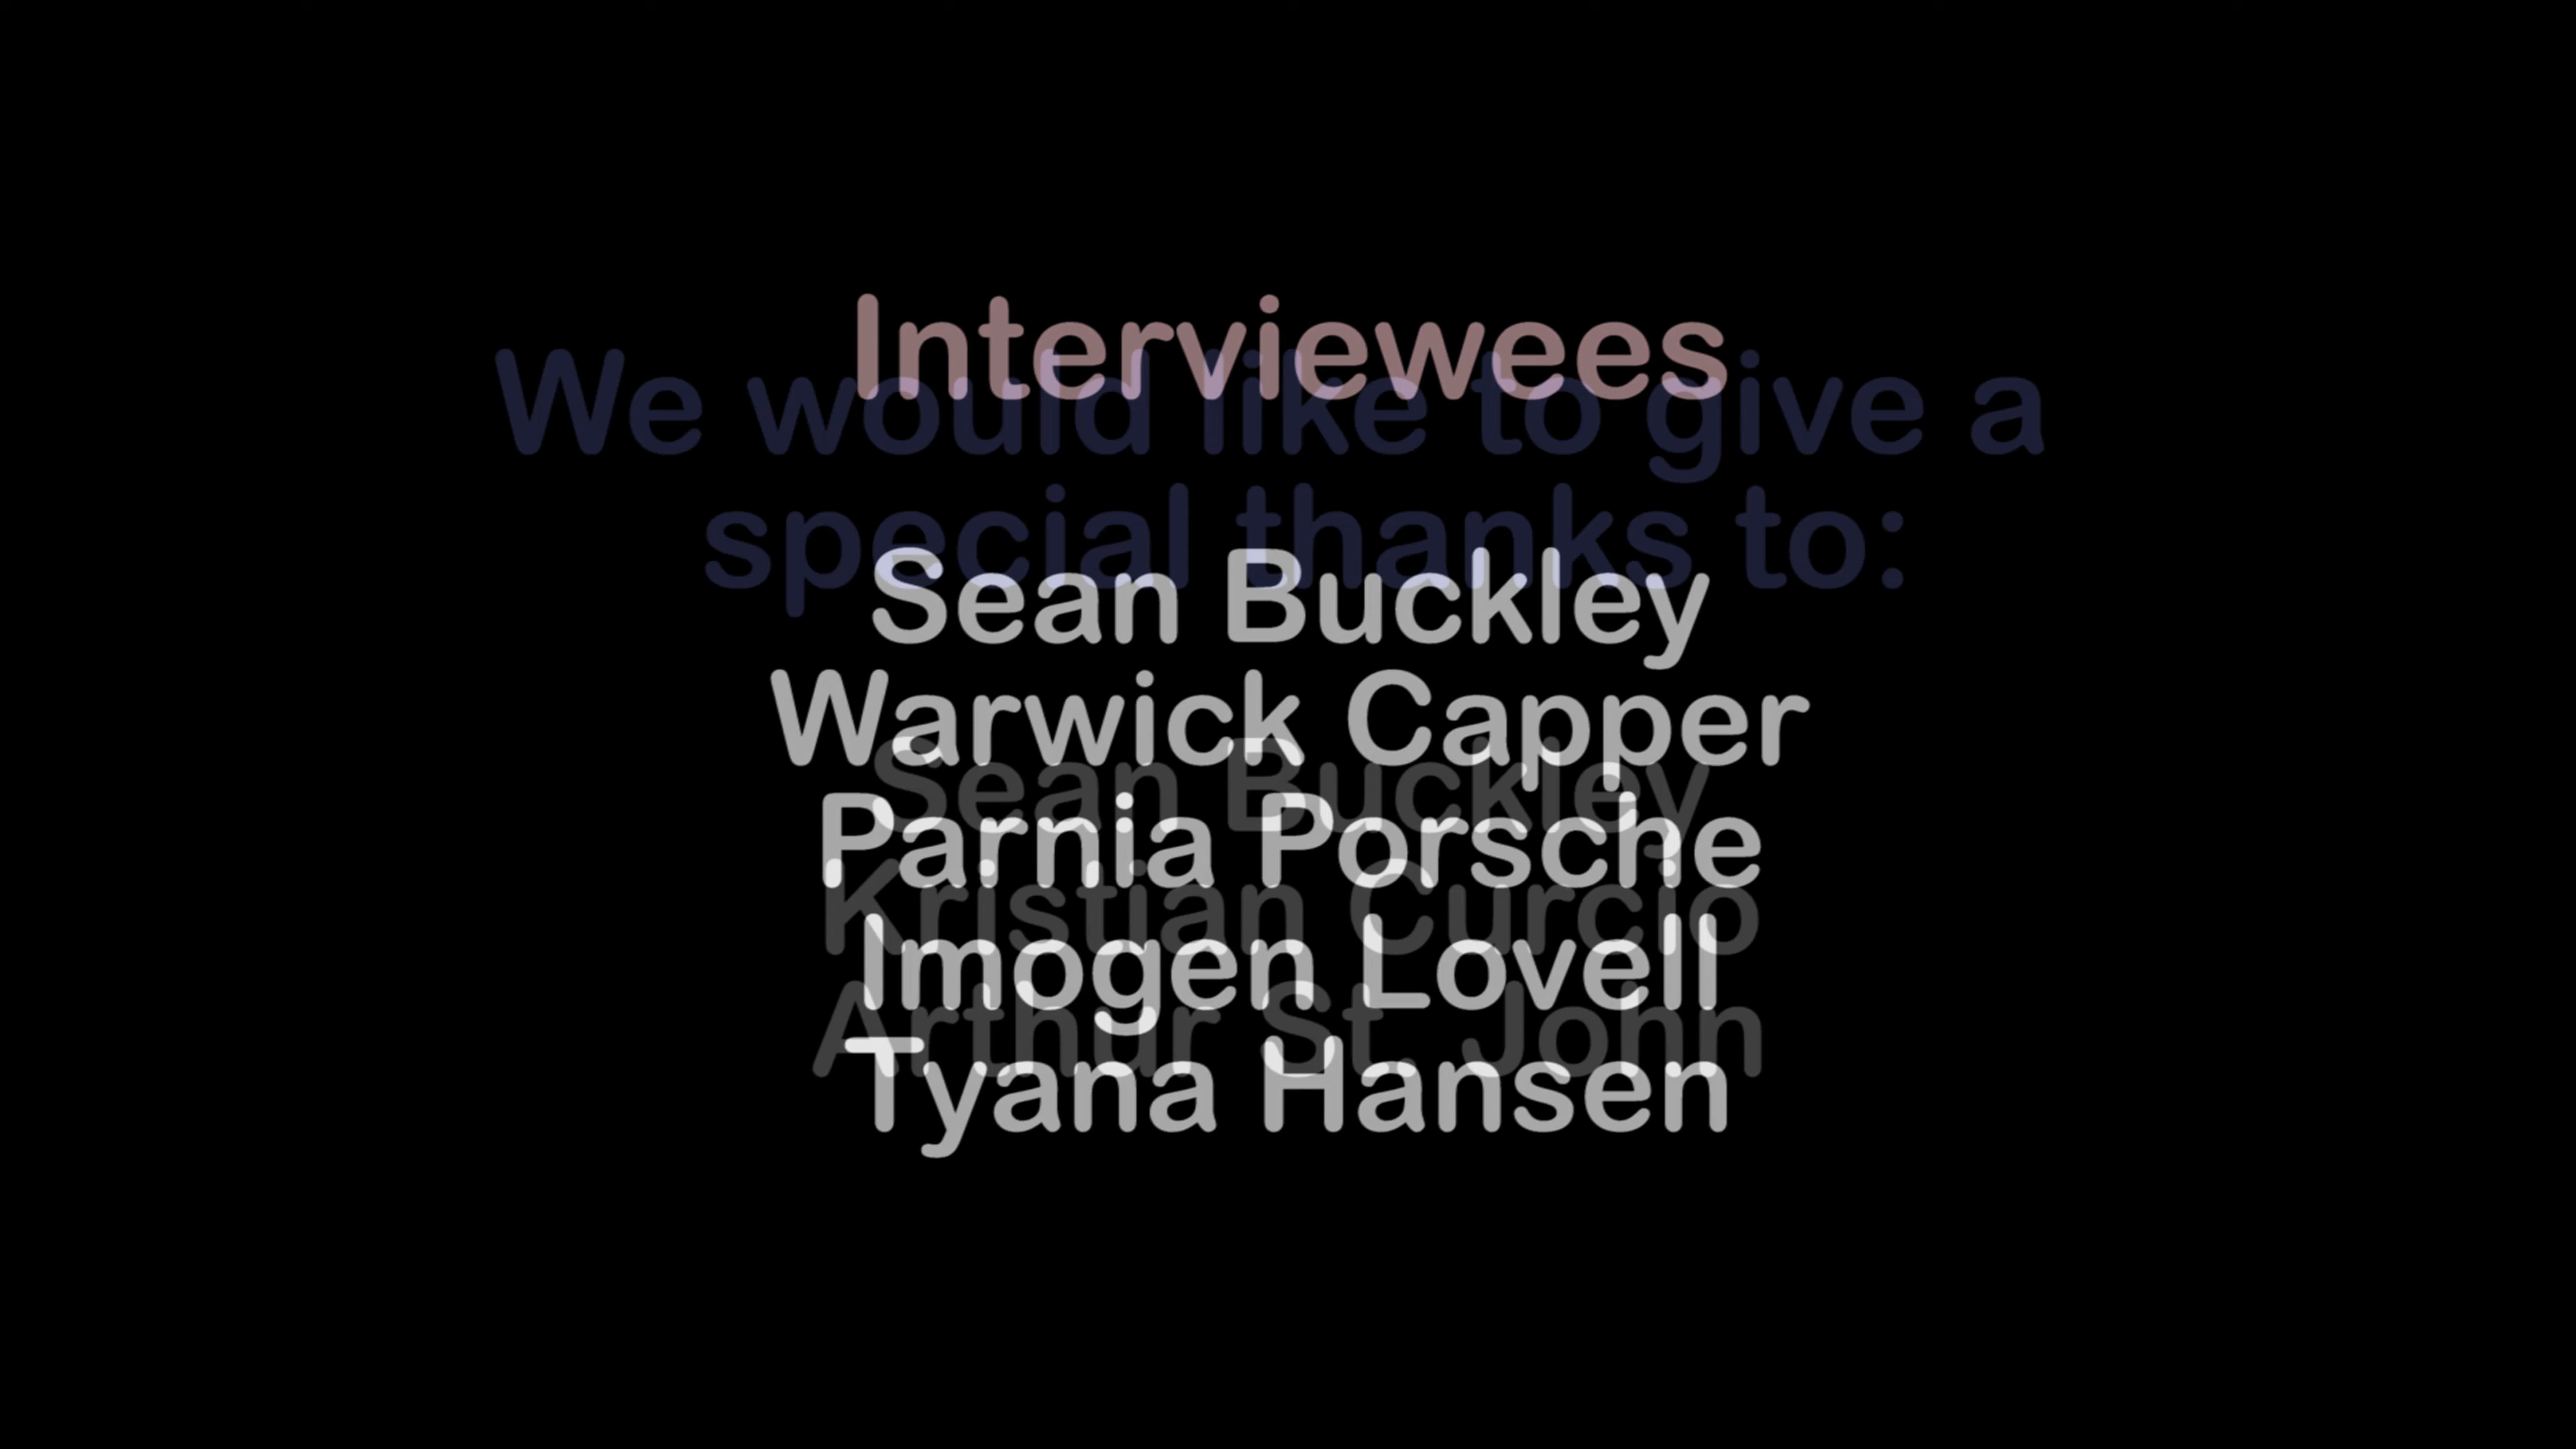 Interviewees
We would like to give a
special thanks to:
Sean Buckley
Warwick Capper
Sean Buckley
Parnia Porsche
Kristian Curcio
Imogen Lovell
Arthur St. John
Tyana Hansen